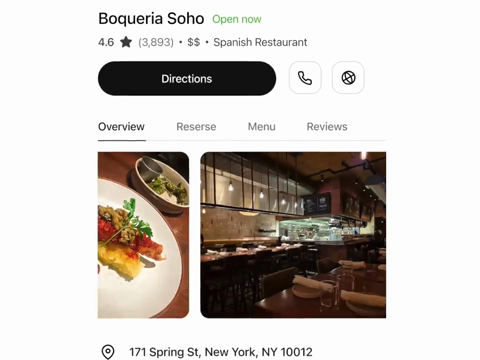 Boqueria Soho Open now
4.6 ★ (3,893) • $$ • Spanish Restaurant
Directions
Overview Reserse Menu Reviews
171 Spring St, New York, NY 10012